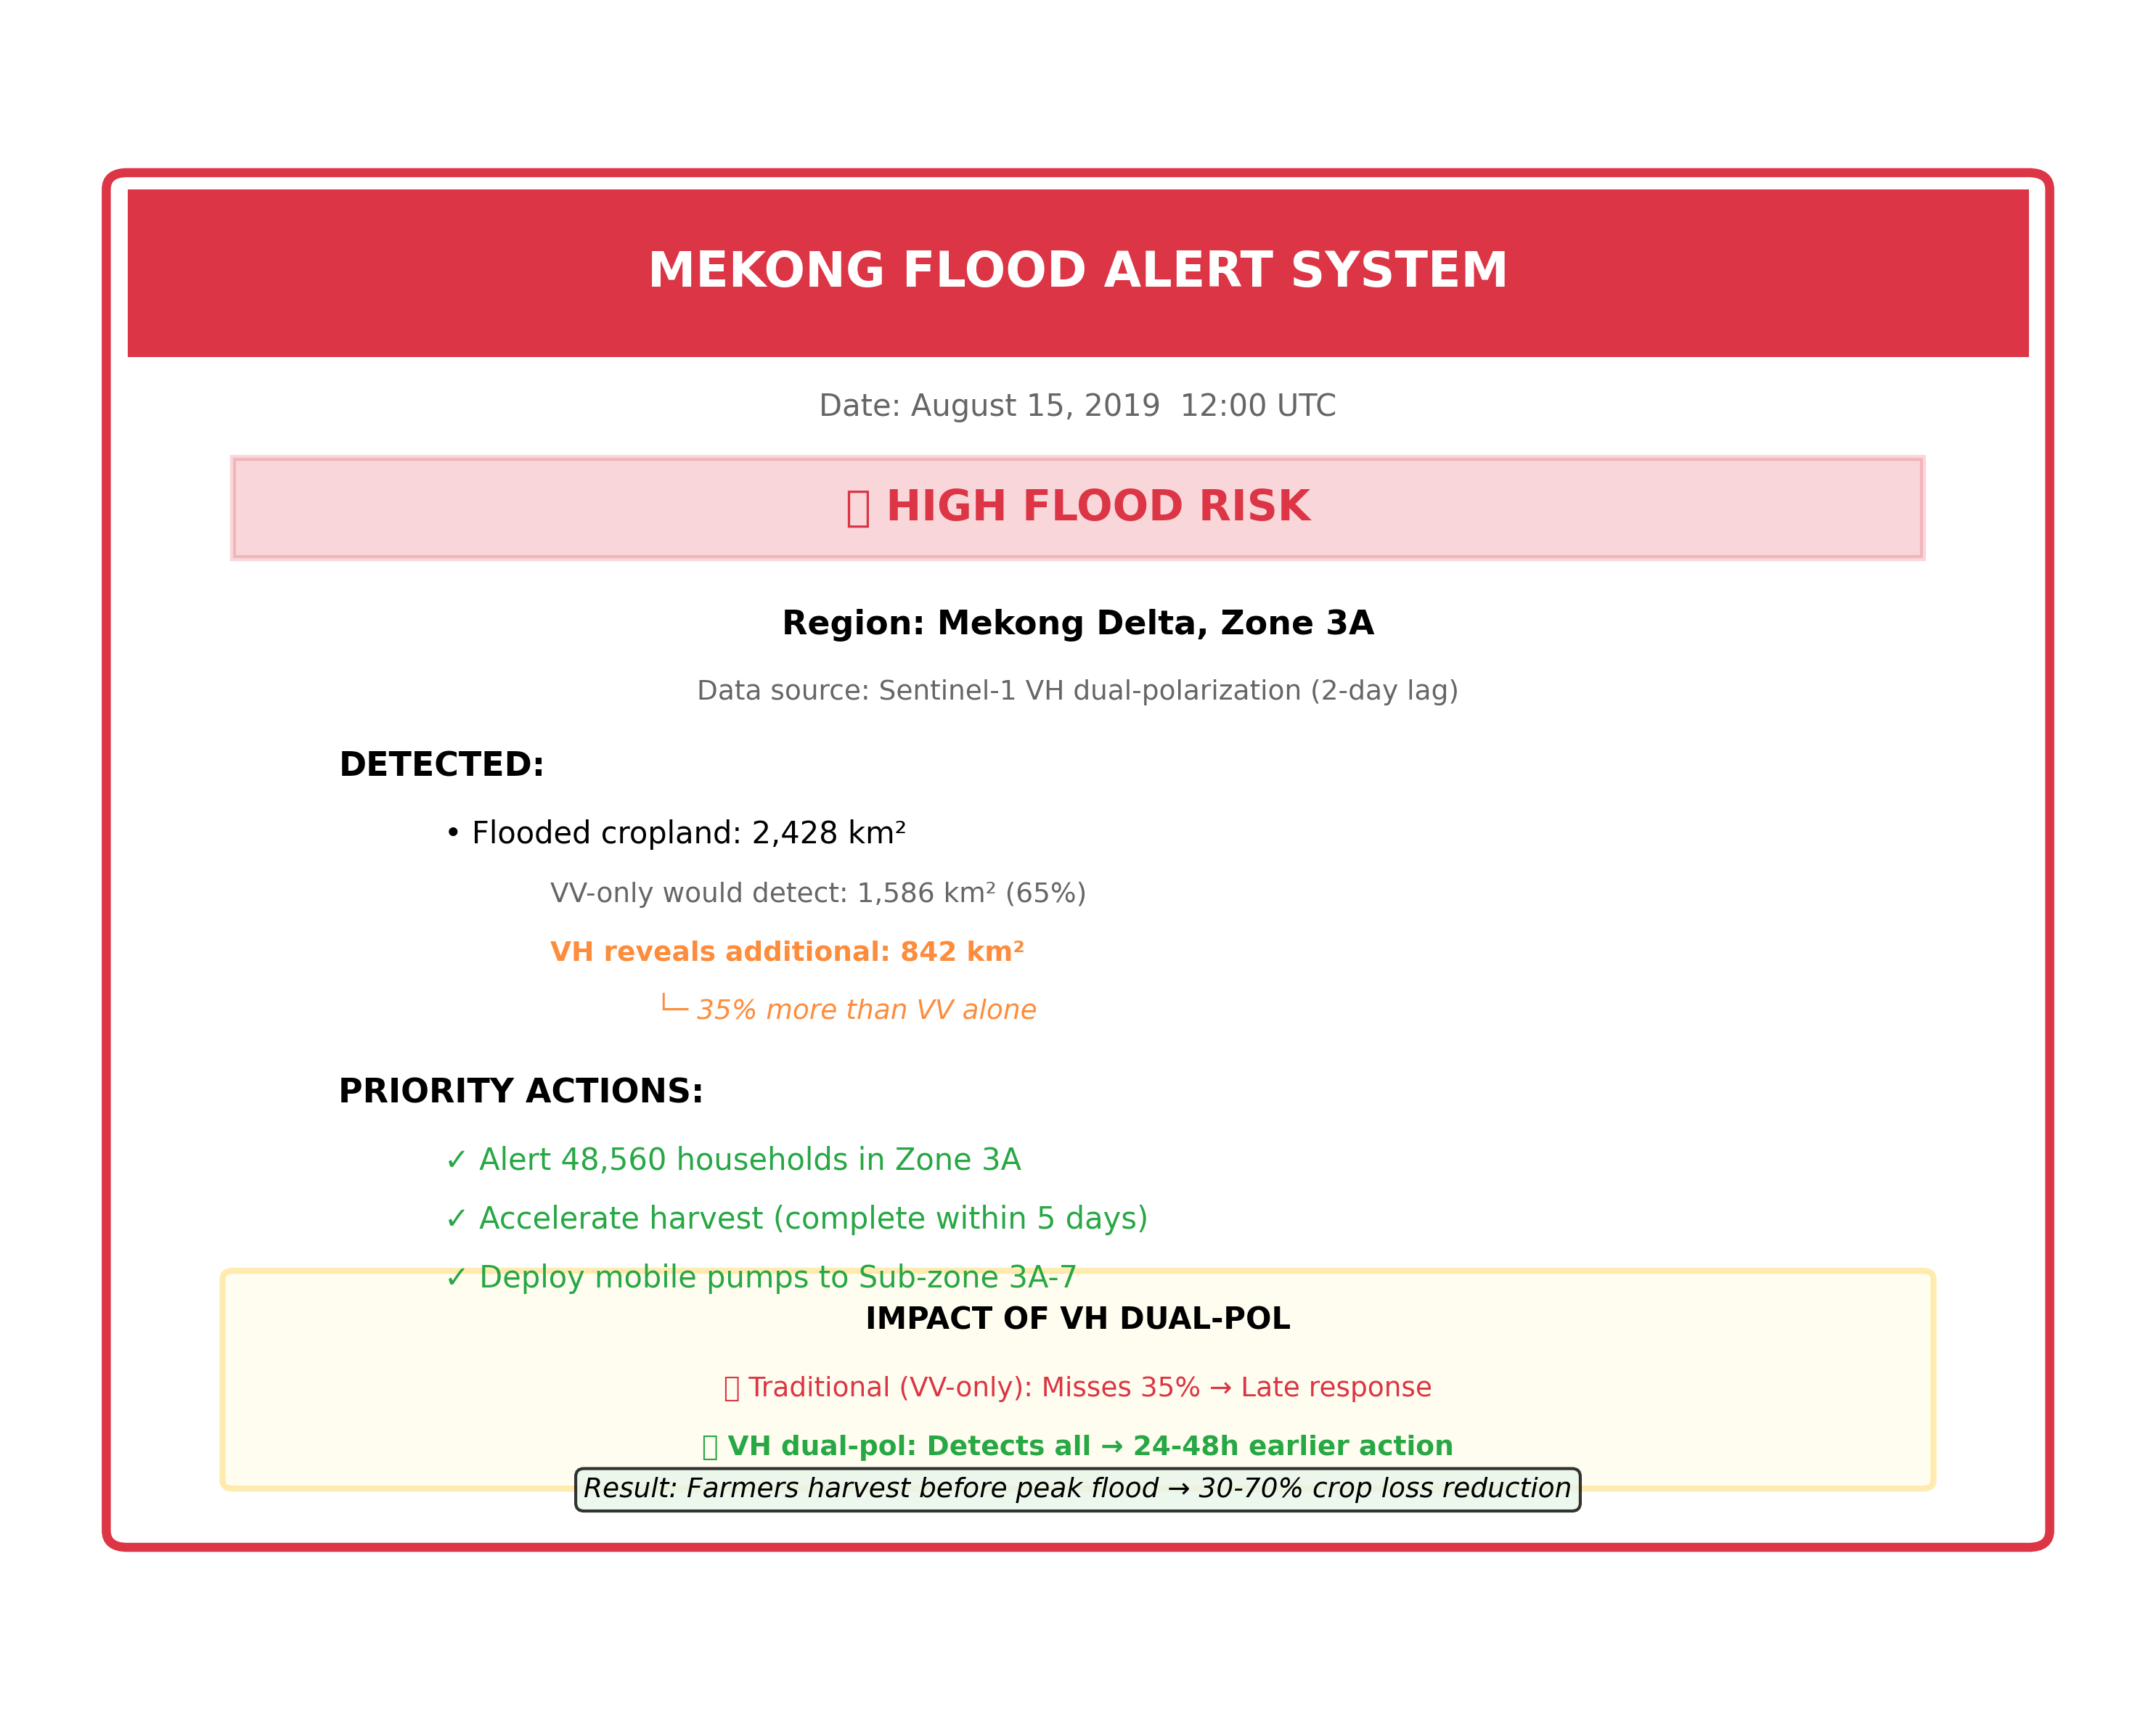 MEKONG FLOOD ALERT SYSTEM
Date: August 15, 2019  12:00 UTC
HIGH FLOOD RISK
Region: Mekong Delta, Zone 3A
Data source: Sentinel-1 VH dual-polarization (2-day lag)
DETECTED:
• Flooded cropland: 2,428 km²
VV-only would detect: 1,586 km² (65%)
VH reveals additional: 842 km²
└─ 35% more than VV alone
PRIORITY ACTIONS:
✓ Alert 48,560 households in Zone 3A
✓ Accelerate harvest (complete within 5 days)
✓ Deploy mobile pumps to Sub-zone 3A-7
IMPACT OF VH DUAL-POL
Traditional (VV-only): Misses 35% → Late response
VH dual-pol: Detects all → 24-48h earlier action
Result: Farmers harvest before peak flood → 30-70% crop loss reduction